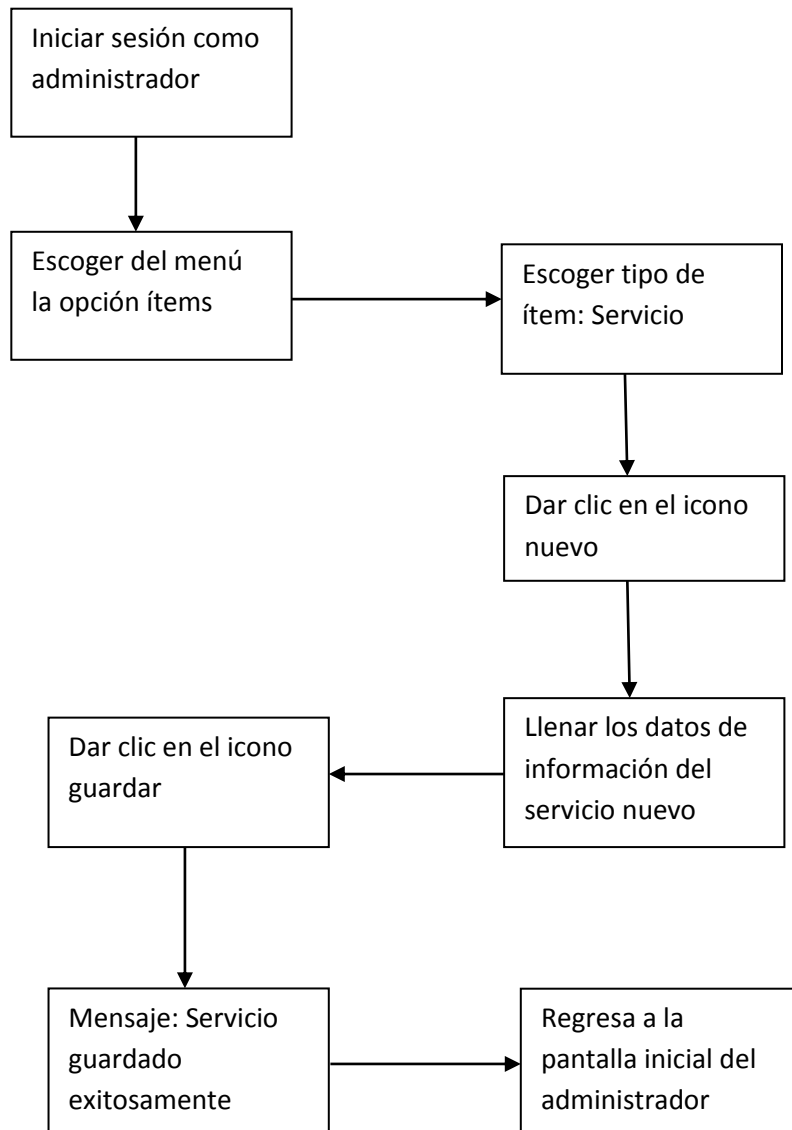 Iniciar sesión como
administrador
Escoger del menú
la opción ítems
Escoger tipo de
ítem: Servicio
Dar clic en el icono
nuevo
Llenar los datos de
información del
servicio nuevo
Dar clic en el icono
guardar
Mensaje: Servicio
guardado
exitosamente
Regresa a la
pantalla inicial del
administrador